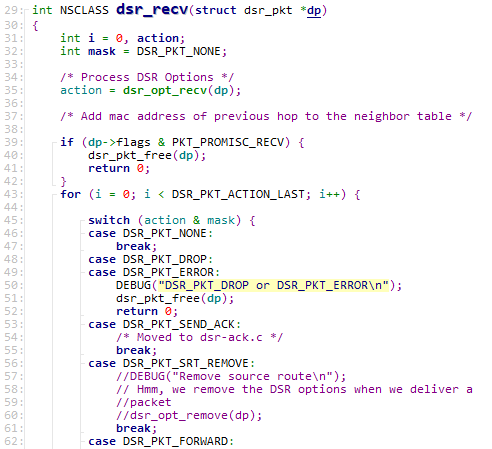 29: int NSCLASS dsr_recv(struct dsr_pkt *dp)
30: {
31: int i = 0, action;
32: int mask = DSR_PKT_NONE;
33:
34: /* Process DSR Options */
35: action = dsr_opt_recv(dp);
36:
37: /* Add mac address of previous hop to the neighbor table */
38:
39: if (dp->flags & PKT_PROMISC_RECV) {
40: dsr_pkt_free(dp);
41: return 0;
42: }
43: for (i = 0; i < DSR_PKT_ACTION_LAST; i++) {
44:
45: switch (action & mask) {
46: case DSR_PKT_NONE:
47: break;
48: case DSR_PKT_DROP:
49: case DSR_PKT_ERROR:
50: DEBUG("DSR_PKT_DROP or DSR_PKT_ERROR\n");
51: dsr_pkt_free(dp);
52: return 0;
53: case DSR_PKT_SEND_ACK:
54: /* Moved to dsr-ack.c */
55: break;
56: case DSR_PKT_SRT_REMOVE:
57: //DEBUG("Remove source route\n");
58: // Hmm, we remove the DSR options when we deliver a
59: //packet
60: //dsr_opt_remove(dp);
61: break;
62: case DSR_PKT_FORWARD: